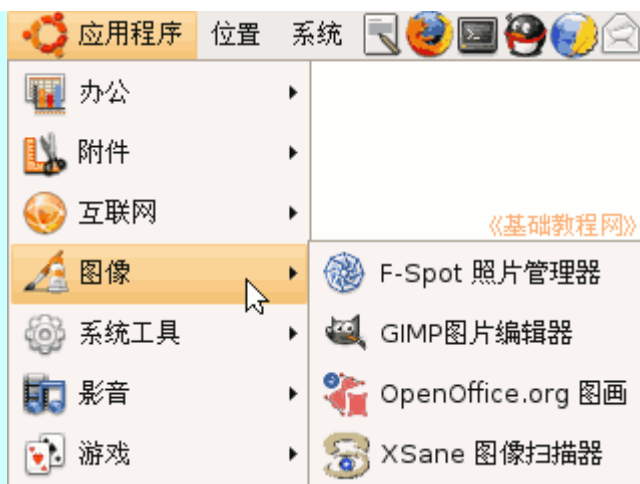 应用程序 位置 系统
办公
附件
互联网
《基础教程网》
图像
F-Spot 照片管理器
系统工具
GIMP图片编辑器
影音
OpenOffice.org 图画
游戏
XSane 图像扫描器